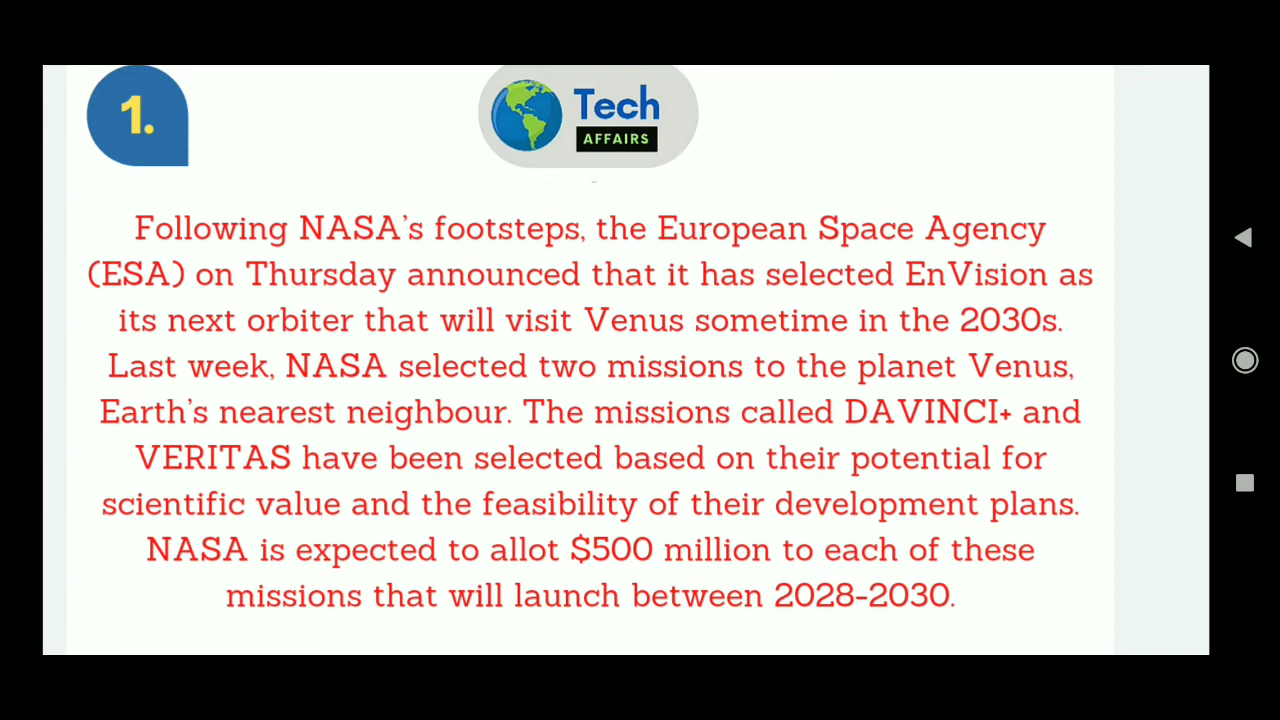 1.
Tech
AFFAIRS
Following NASA's footsteps, the European Space Agency
(ESA) on Thursday announced that it has selected EnVision as
its next orbiter that will visit Venus sometime in the 2030s.
Last week, NASA selected two missions to the planet Venus,
Earth's nearest neighbour. The missions called DAVINCI+ and
VERITAS have been selected based on their potential for
scientific value and the feasibility of their development plans.
NASA is expected to allot $500 million to each of these
missions that will launch between 2028-2030.